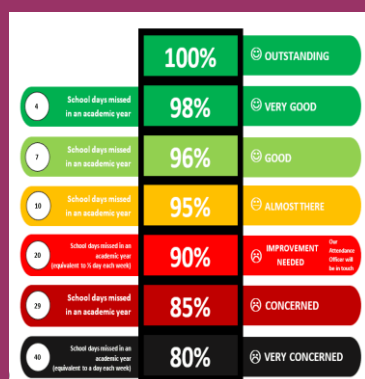 100%
OUTSTANDING
4
School days missed
in an academic year
98%
VERY GOOD
7
School days missed
in an academic year
96%
GOOD
10
School days missed
in an academic year
95%
ALMOST THERE
20
School days missed in an
academic year
(equivalent to ½ day each week)
90%
IMPROVEMENT
NEEDED
Our
Attendance
Officer will
be in touch
29
School days missed
in an academic year
85%
CONCERNED
40
School days missed in an
academic year
(equivalent to a day each week)
80%
VERY CONCERNED